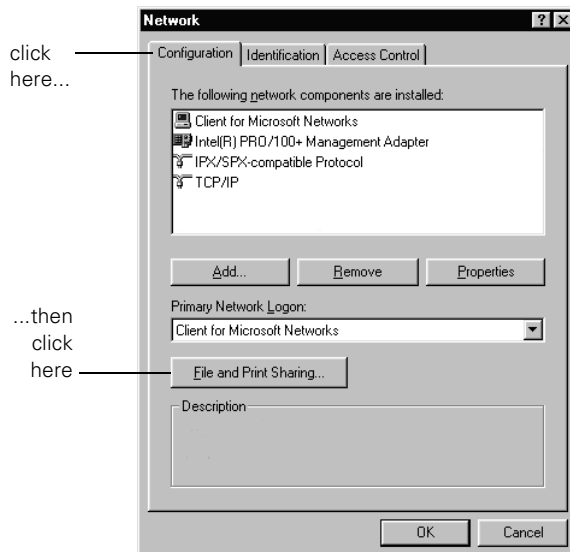 Network
click
here...
Configuration Identification Access Control
The following network components are installed:
Client for Microsoft Networks
Intel(R) PRO/100+ Management Adapter
IPX/SPX-compatible Protocol
TCP/IP
Add... Remove Properties
...then
click
here
Primary Network Logon:
Client for Microsoft Networks
File and Print Sharing...
Description
OK Cancel